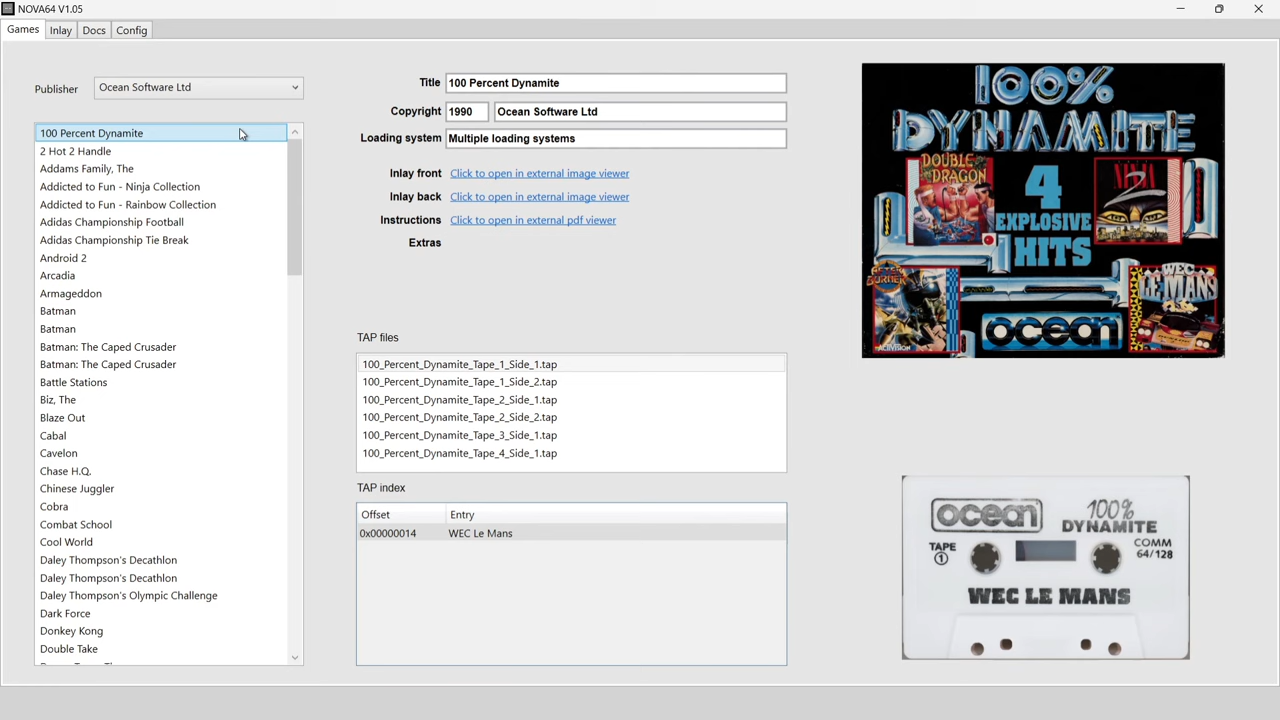 NOVA64 V1.05
Games
Inlay
Docs
Config
Publisher
Ocean Software Ltd
100 Percent Dynamite
2 Hot 2 Handle
Addams Family, The
Addicted to Fun - Ninja Collection
Addicted to Fun - Rainbow Collection
Adidas Championship Football
Adidas Championship Tie Break
Android 2
Arcadia
Armageddon
Batman
Batman
Batman: The Caped Crusader
Batman: The Caped Crusader
Battle Stations
Biz, The
Blaze Out
Cabal
Cavelon
Chase H.Q.
Chinese Juggler
Cobra
Combat School
Cool World
Daley Thompson's Decathlon
Daley Thompson's Decathlon
Daley Thompson's Olympic Challenge
Dark Force
Donkey Kong
Double Take
Title 100 Percent Dynamite
Copyright 1990 Ocean Software Ltd
Loading system Multiple loading systems
Inlay front Click to open in external image viewer
Inlay back Click to open in external image viewer
Instructions Click to open in external pdf viewer
Extras
TAP files
100_Percent_Dynamite_Tape_1_Side_1.tap
100_Percent_Dynamite_Tape_1_Side_2.tap
100_Percent_Dynamite_Tape_2_Side_1.tap
100_Percent_Dynamite_Tape_2_Side_2.tap
100_Percent_Dynamite_Tape_3_Side_1.tap
100_Percent_Dynamite_Tape_4_Side_1.tap
TAP index
Offset Entry
0x00000014 WEC Le Mans
100%
DYNAMITE
DOUBLE
DRAGON
4
EXPLOSIVE
HITS
NINJA
AFTER
BURNER
ACTIVISION
WEC
LE MANS
ocean
ocean
100%
DYNAMITE
TAPE
1
COMM
64/128
WEC LE MANS